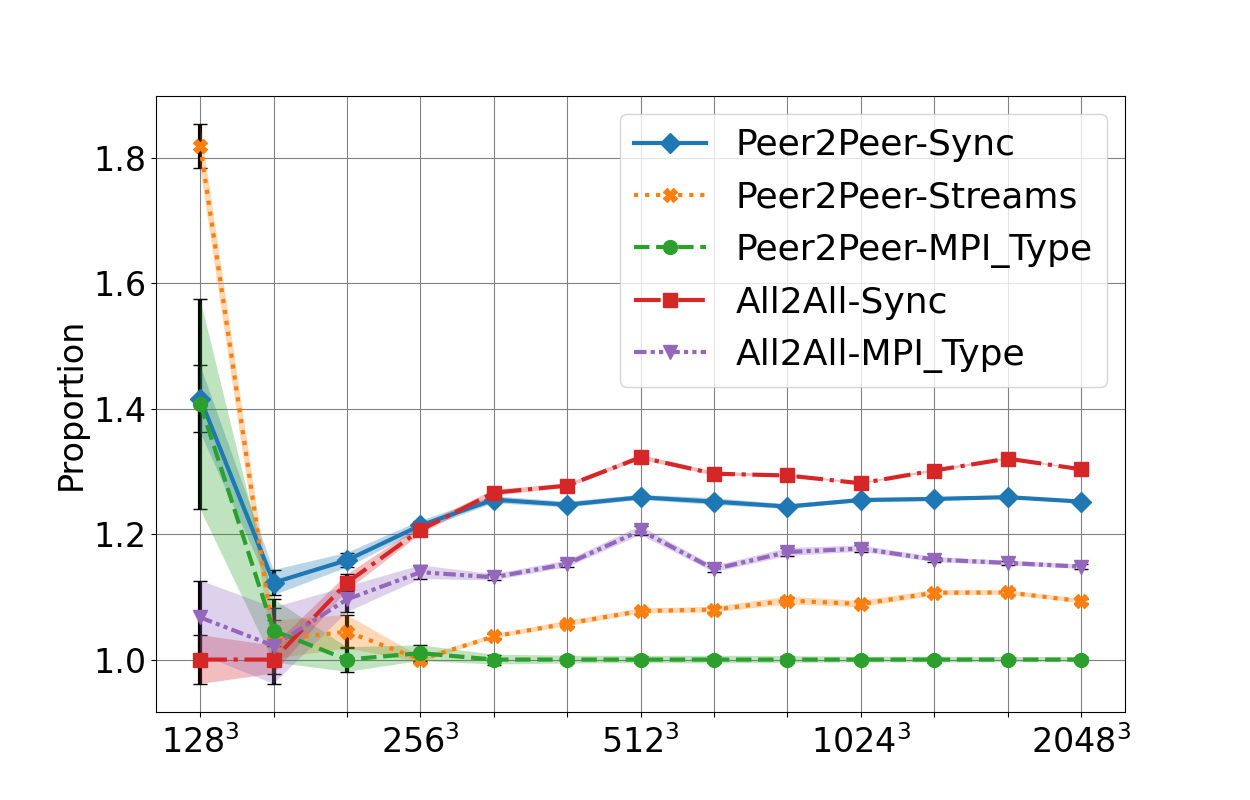 Proportion
1.8
1.6
1.4
1.2
1.0
Peer2Peer-Sync
Peer2Peer-Streams
Peer2Peer-MPI_Type
All2All-Sync
All2All-MPI_Type
128³ 256³ 512³ 1024³ 2048³